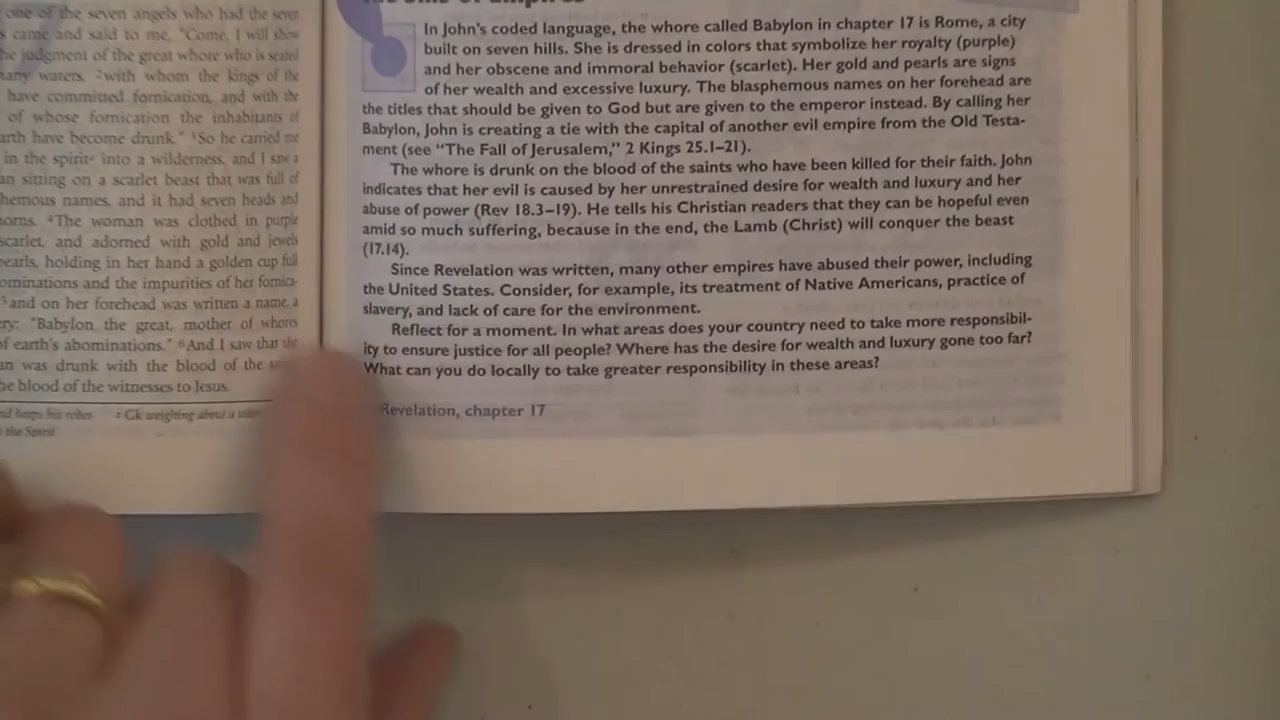 one of the seven angels who had the seven
came and said to me, "Come, I will show
the judgment of the great whore who is seated
many waters, ²with whom the kings of the
have committed fornication, and with the
of whose fornication the inhabitants of
earth have become drunk." ³So he carried me
in the spirit ᶻ into a wilderness, and I saw a
sitting on a scarlet beast that was full of
hemous names, and it had seven heads and
horns. ⁴The woman was clothed in purple
scarlet, and adorned with gold and jewels
pearls, holding in her hand a golden cup full
ominations and the impurities of her fornica-
⁵and on her forehead was written a name, a
ry: "Babylon the great, mother of whores
of earth's abominations." ⁶And I saw that the
an was drunk with the blood of the
the blood of the witnesses to Jesus.
and keeps his robes ᶻ Gk weighing about a
the Spirit
In John's coded language, the whore called Babylon in chapter 17 is Rome, a city
built on seven hills. She is dressed in colors that symbolize her royalty (purple)
and her obscene and immoral behavior (scarlet). Her gold and pearls are signs
of her wealth and excessive luxury. The blasphemous names on her forehead are
the titles that should be given to God but are given to the emperor instead. By calling her
Babylon, John is creating a tie with the capital of another evil empire from the Old Testa-
ment (see "The Fall of Jerusalem," 2 Kings 25.1–21).
The whore is drunk on the blood of the saints who have been killed for their faith. John
indicates that her evil is caused by her unrestrained desire for wealth and luxury and her
abuse of power (Rev 18.3–19). He tells his Christian readers that they can be hopeful even
amid so much suffering, because in the end, the Lamb (Christ) will conquer the beast
(17.14).
Since Revelation was written, many other empires have abused their power, including
the United States. Consider, for example, its treatment of Native Americans, practice of
slavery, and lack of care for the environment.
Reflect for a moment. In what areas does your country need to take more responsibil-
ity to ensure justice for all people? Where has the desire for wealth and luxury gone too far?
What can you do locally to take greater responsibility in these areas?
Revelation, chapter 17